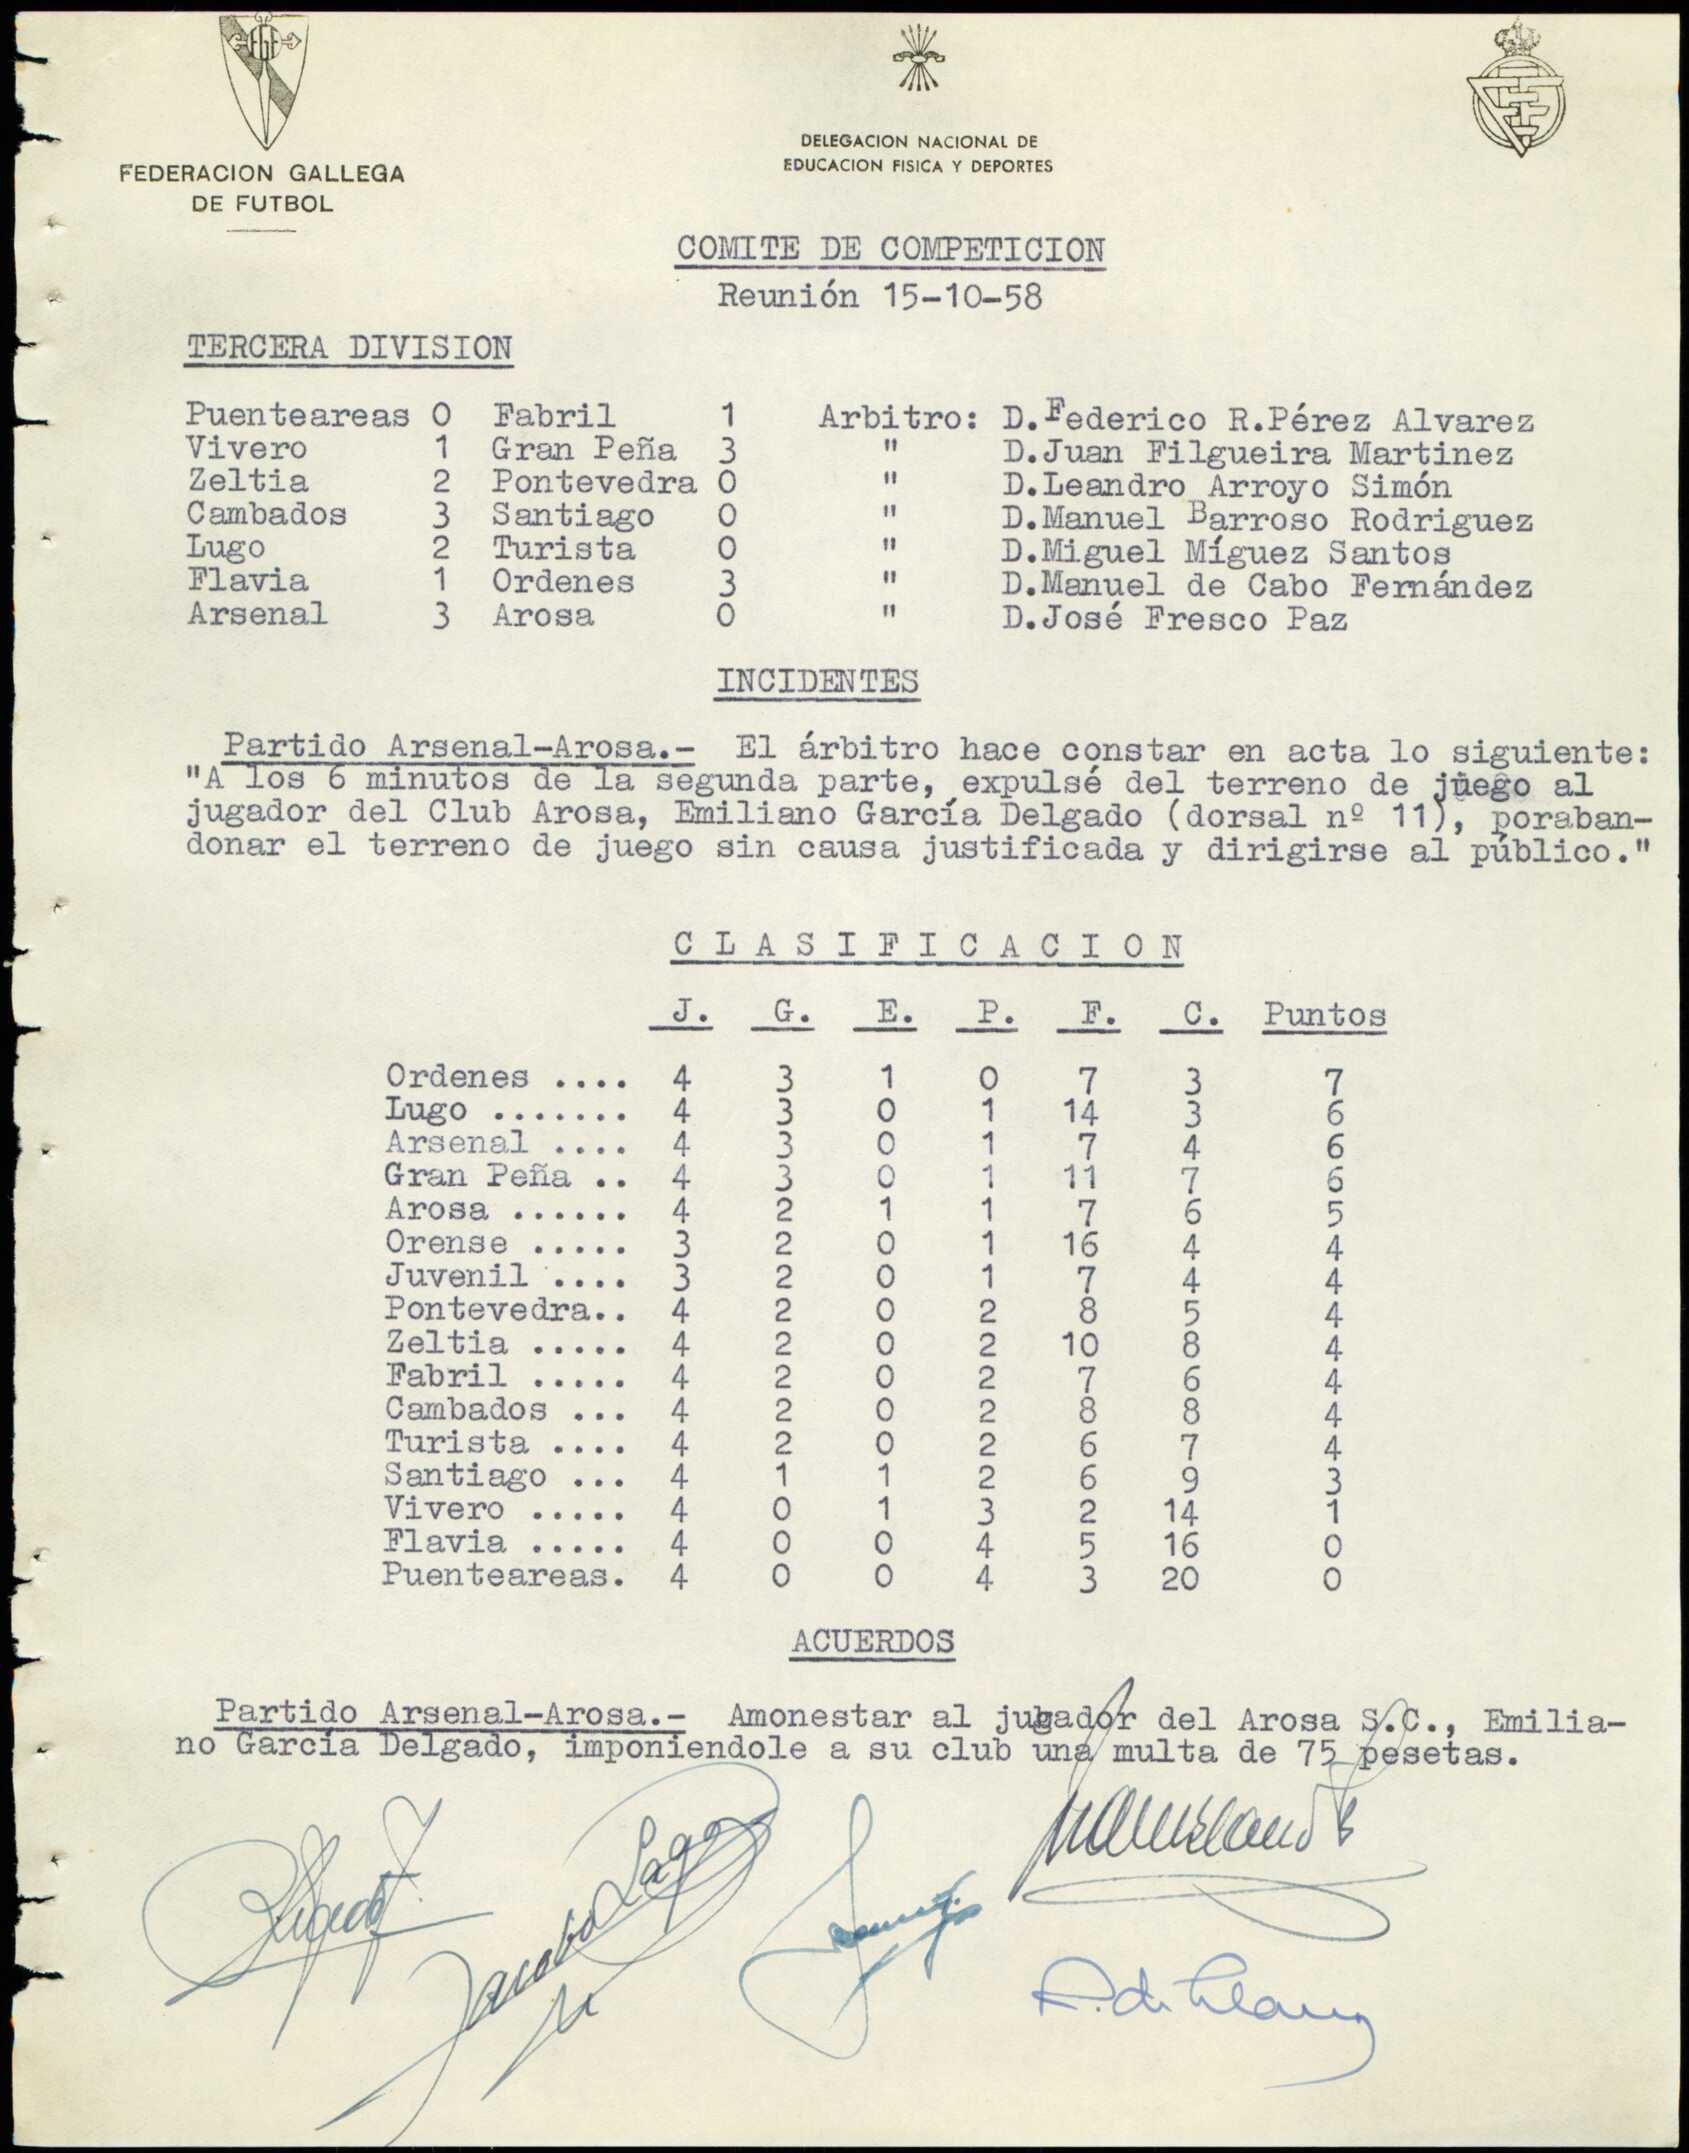 FGF
FEDERACION GALLEGA
DE FUTBOL
DELEGACION NACIONAL DE
EDUCACION FISICA Y DEPORTES
COMITE DE COMPETICION
Reunión 15-10-58
TERCERA DIVISION
Puenteareas 0 Fabril 1 Arbitro: D.Federico R.Pérez Alvarez
Vivero 1 Gran Peña 3 " D.Juan Filgueira Martinez
Zeltia 2 Pontevedra 0 " D.Leandro Arroyo Simón
Cambados 3 Santiago 0 " D.Manuel Barroso Rodriguez
Lugo 2 Turista 0 " D.Miguel Míguez Santos
Flavia 1 Ordenes 3 " D.Manuel de Cabo Fernández
Arsenal 3 Arosa 0 " D.José Fresco Paz
INCIDENTES
Partido Arsenal-Arosa.- El árbitro hace constar en acta lo siguiente:
"A los 6 minutos de la segunda parte, expulsé del terreno de juego al
jugador del Club Arosa, Emiliano García Delgado (dorsal nº 11), poraban-
donar el terreno de juego sin causa justificada y dirigirse al público."
C L A S I F I C A C I O N
J. G. E. P. F. C. Puntos
Ordenes .... 4 3 1 0 7 3 7
Lugo ....... 4 3 0 1 14 3 6
Arsenal .... 4 3 0 1 7 4 6
Gran Peña .. 4 3 0 1 11 7 6
Arosa ...... 4 2 1 1 7 6 5
Orense ..... 3 2 0 1 16 4 4
Juvenil .... 3 2 0 1 7 4 4
Pontevedra.. 4 2 0 2 8 5 4
Zeltia ..... 4 2 0 2 10 8 4
Fabril ..... 4 2 0 2 7 6 4
Cambados ... 4 2 0 2 8 8 4
Turista .... 4 2 0 2 6 7 4
Santiago ... 4 1 1 2 6 9 3
Vivero ..... 4 0 1 3 2 14 1
Flavia ..... 4 0 0 4 5 16 0
Puenteareas. 4 0 0 4 3 20 0
ACUERDOS
Partido Arsenal-Arosa.- Amonestar al jugador del Arosa S.C., Emilia-
no García Delgado, imponiendole a su club una multa de 75 pesetas.
Jacobo Lago